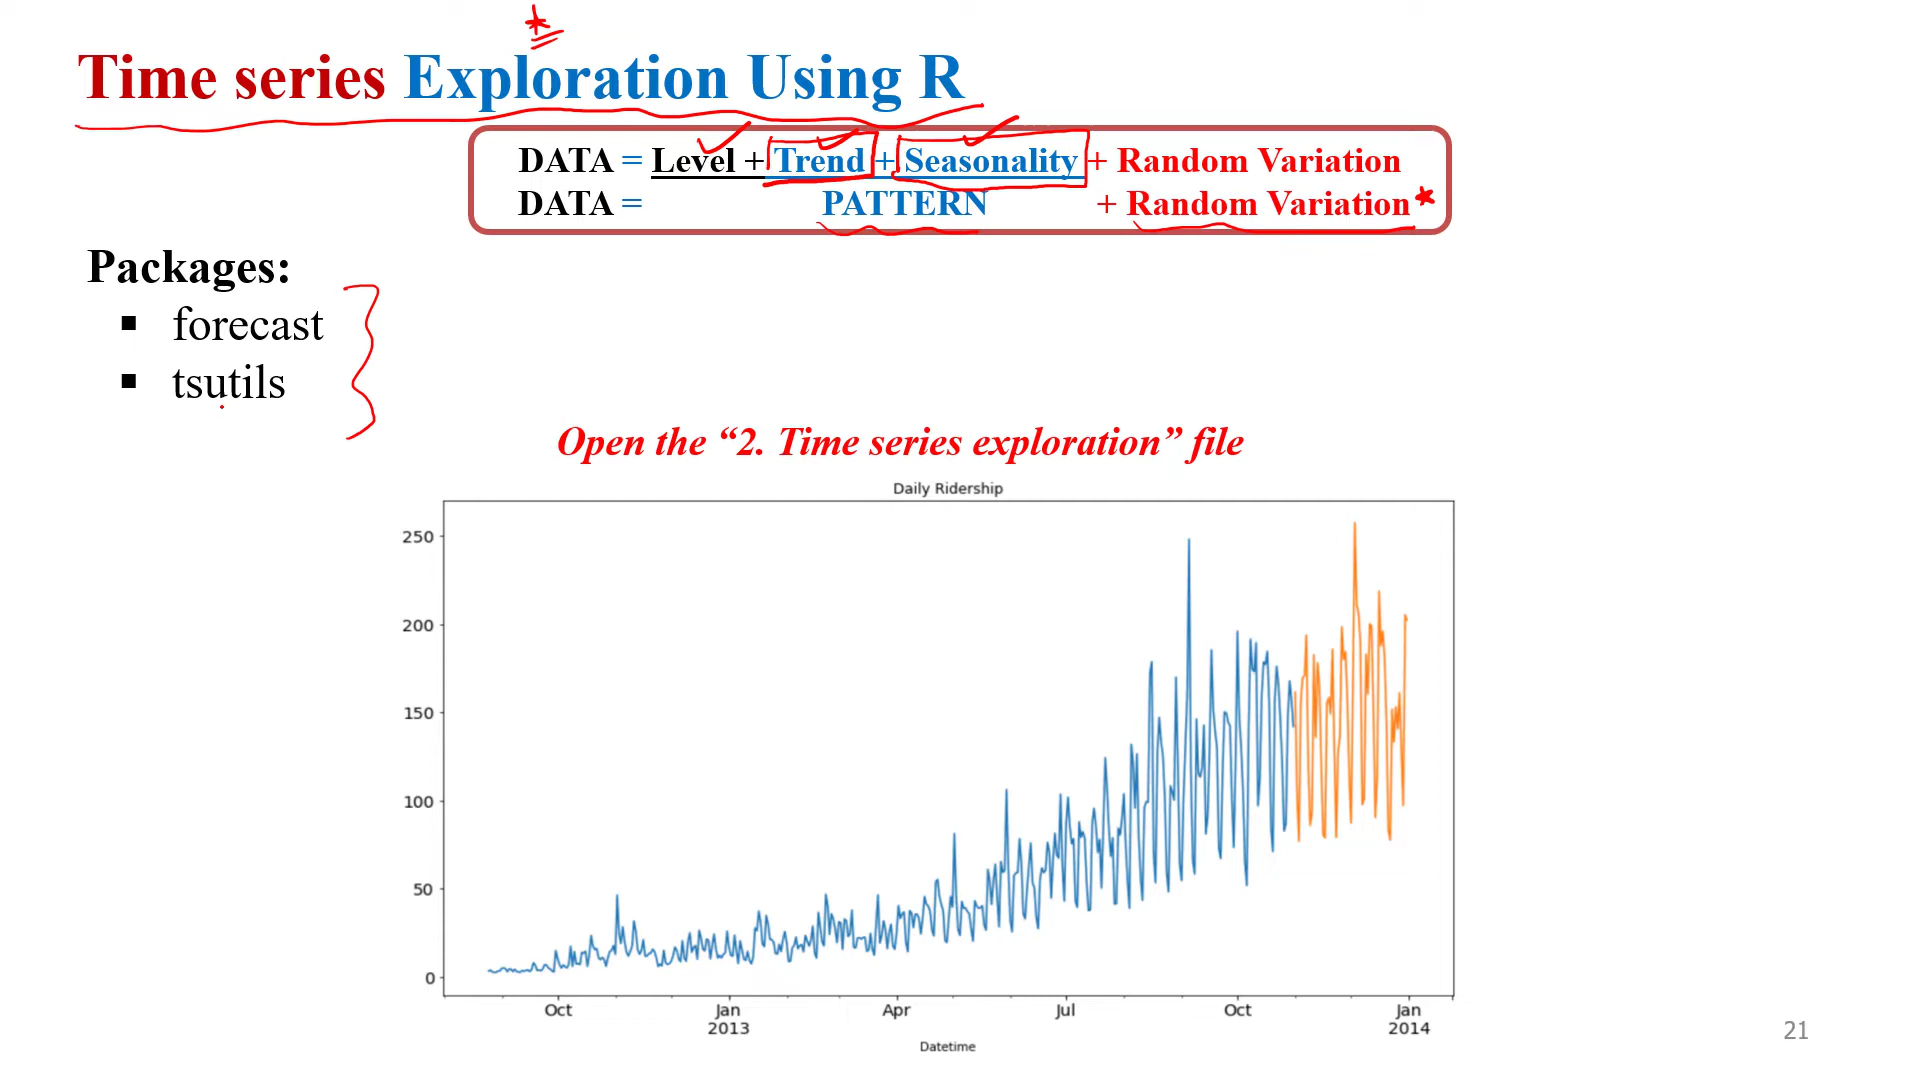 Time series Exploration Using R
DATA = Level + Trend + Seasonality + Random Variation
DATA = PATTERN + Random Variation
Packages:
▪ forecast
▪ tsutils
Open the “2. Time series exploration” file
Daily Ridership
250
200
150
100
50
0
Oct Jan Apr Jul Oct Jan
2013 2014
Datetime
21